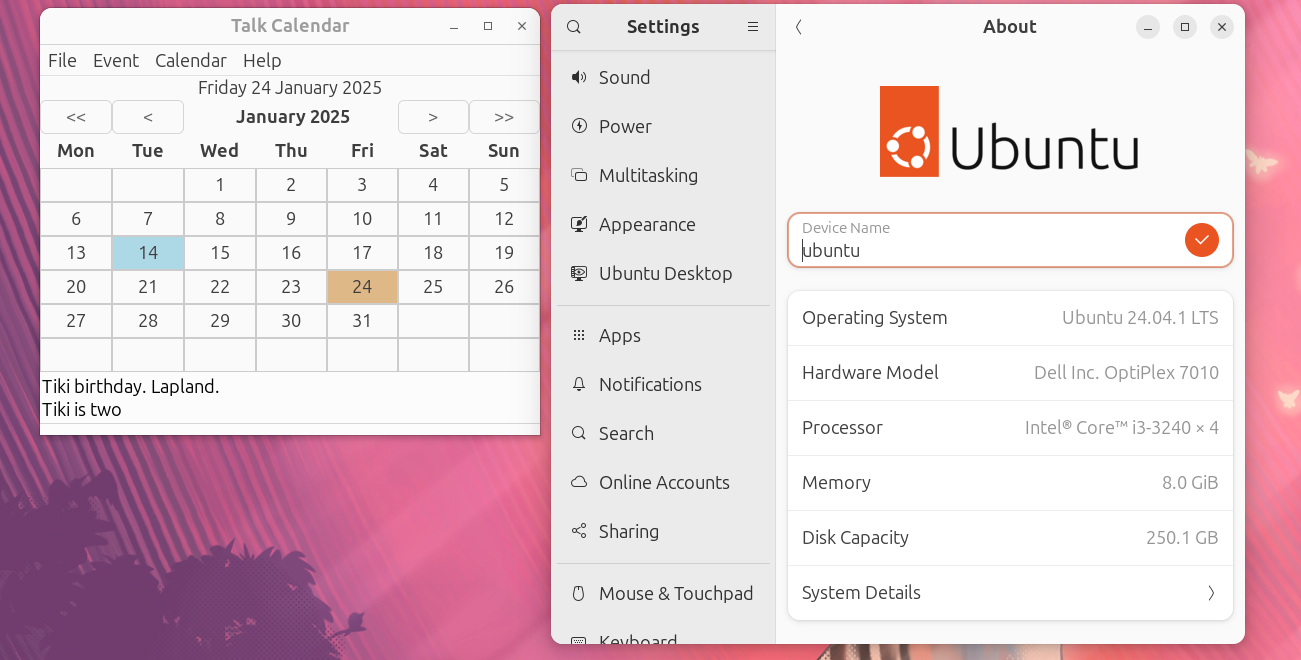 Talk Calendar
File Event Calendar Help
Friday 24 January 2025
<< < January 2025 > >>
Mon Tue Wed Thu Fri Sat Sun
1 2 3 4 5
6 7 8 9 10 11 12
13 14 15 16 17 18 19
20 21 22 23 24 25 26
27 28 29 30 31
Tiki birthday. Lapland.
Tiki is two
Settings
Sound
Power
Multitasking
Appearance
Ubuntu Desktop
Apps
Notifications
Search
Online Accounts
Sharing
Mouse & Touchpad
Keyboard
About
Ubuntu
Device Name
ubuntu
Operating System Ubuntu 24.04.1 LTS
Hardware Model Dell Inc. OptiPlex 7010
Processor Intel® Core™ i3-3240 × 4
Memory 8.0 GiB
Disk Capacity 250.1 GB
System Details